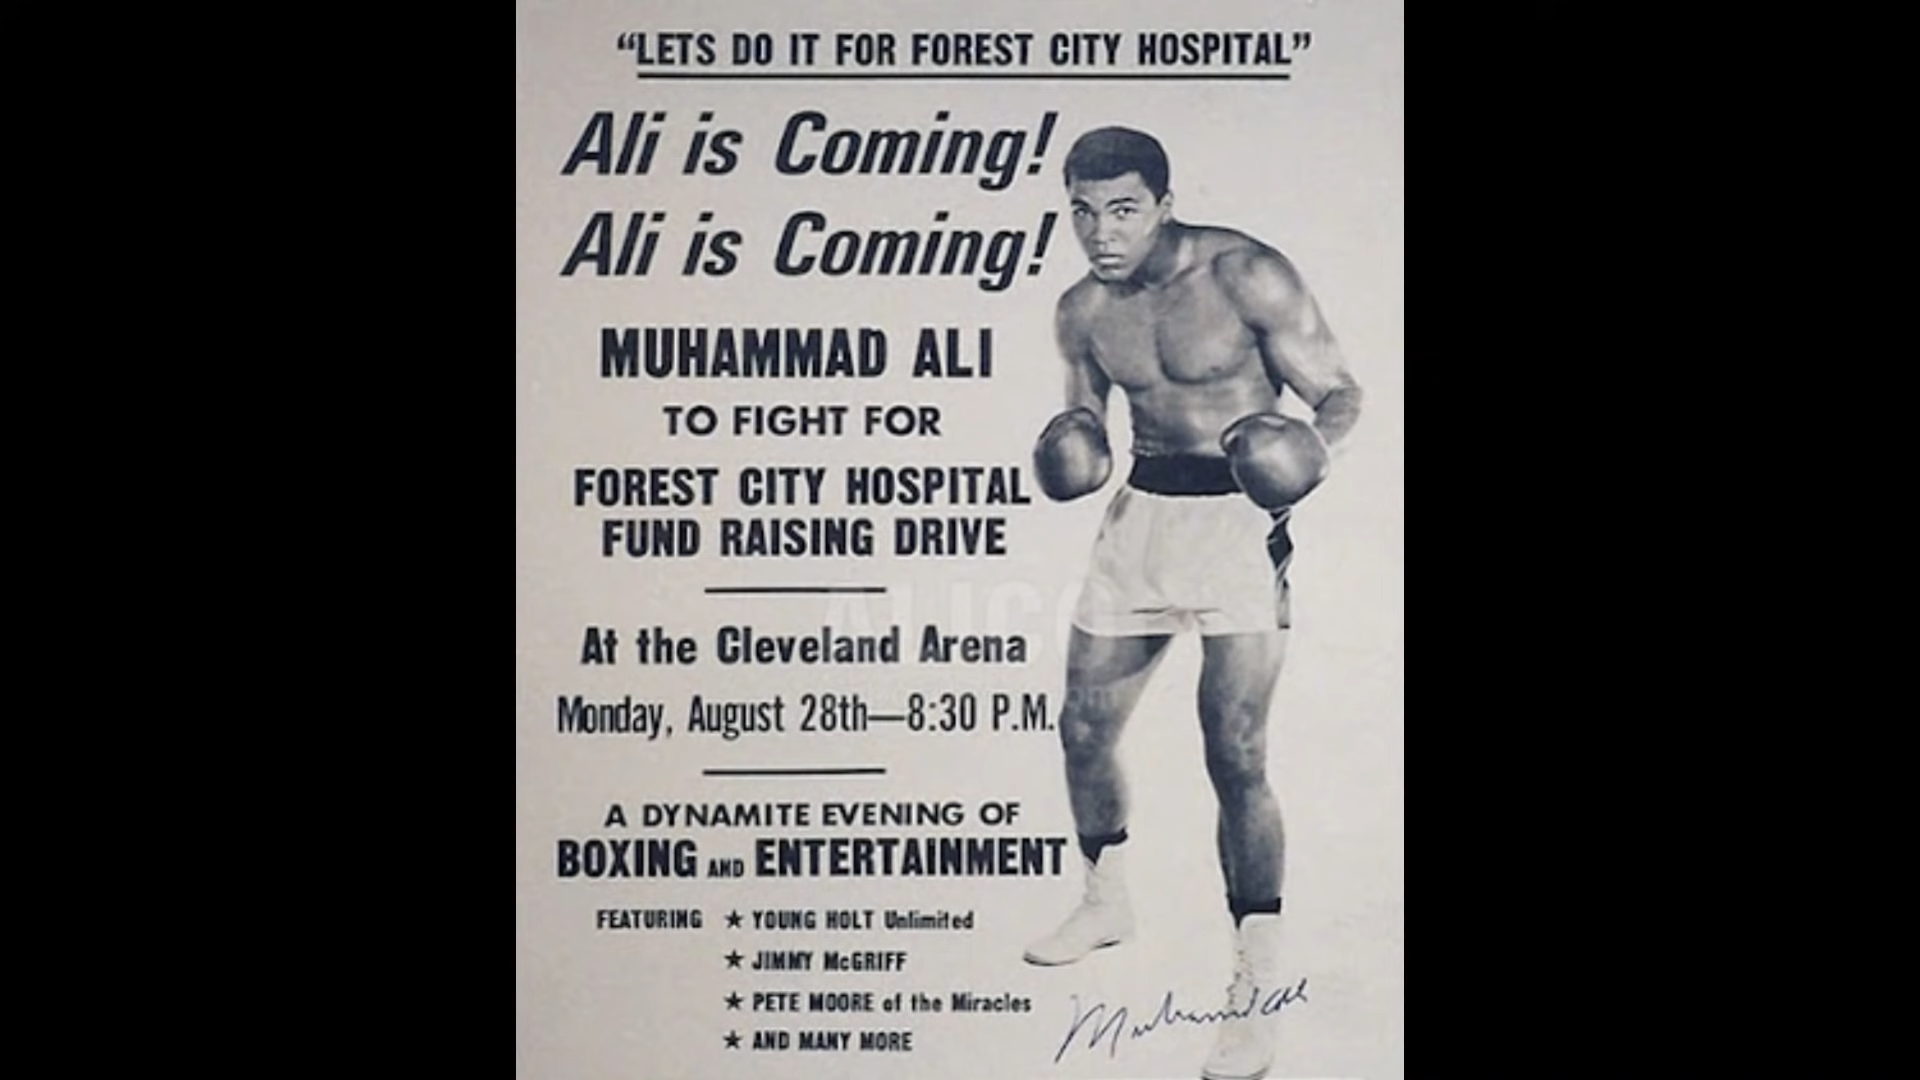 “LETS DO IT FOR FOREST CITY HOSPITAL”
Ali is Coming!
Ali is Coming!
MUHAMMAD ALI
TO FIGHT FOR
FOREST CITY HOSPITAL
FUND RAISING DRIVE
At the Cleveland Arena
Monday, August 28th—8:30 P.M.
A DYNAMITE EVENING OF
BOXING AND ENTERTAINMENT
FEATURING ★ YOUNG HOLT Unlimited
★ JIMMY McGRIFF
★ PETE MOORE of the Miracles
★ AND MANY MORE
Muhammad Ali